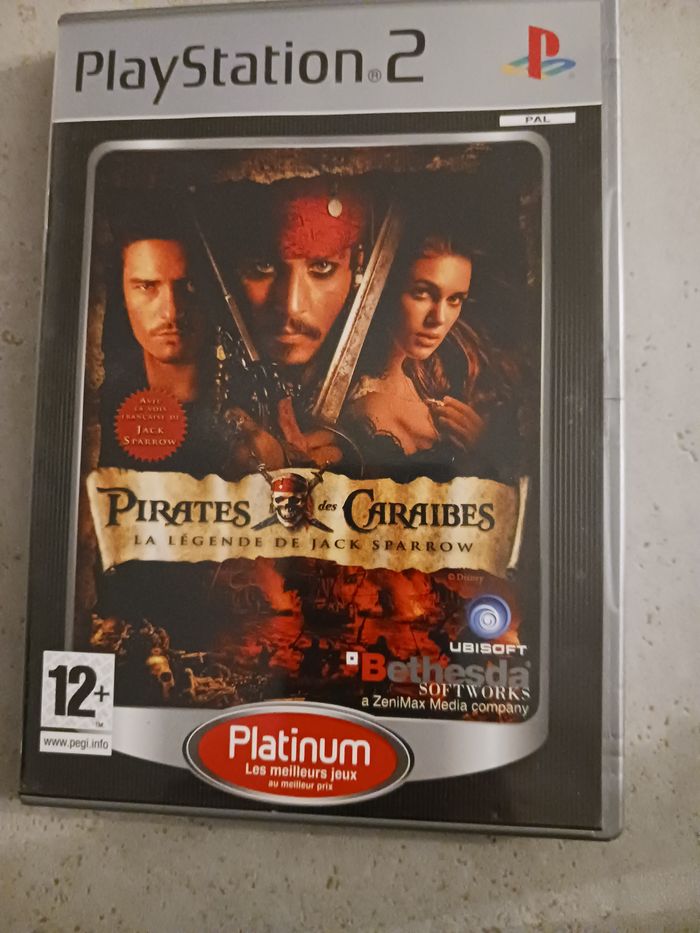 PlayStation®2
PAL
AVEC
LA VOIX
FRANÇAISE DE
JACK
SPARROW
PIRATES des CARAIBES
LA LÉGENDE DE JACK SPARROW
© Disney
UBISOFT
Bethesda
SOFTWORKS
a ZeniMax Media company
12+
TM
www.pegi.info
Platinum
Les meilleurs jeux
au meilleur prix